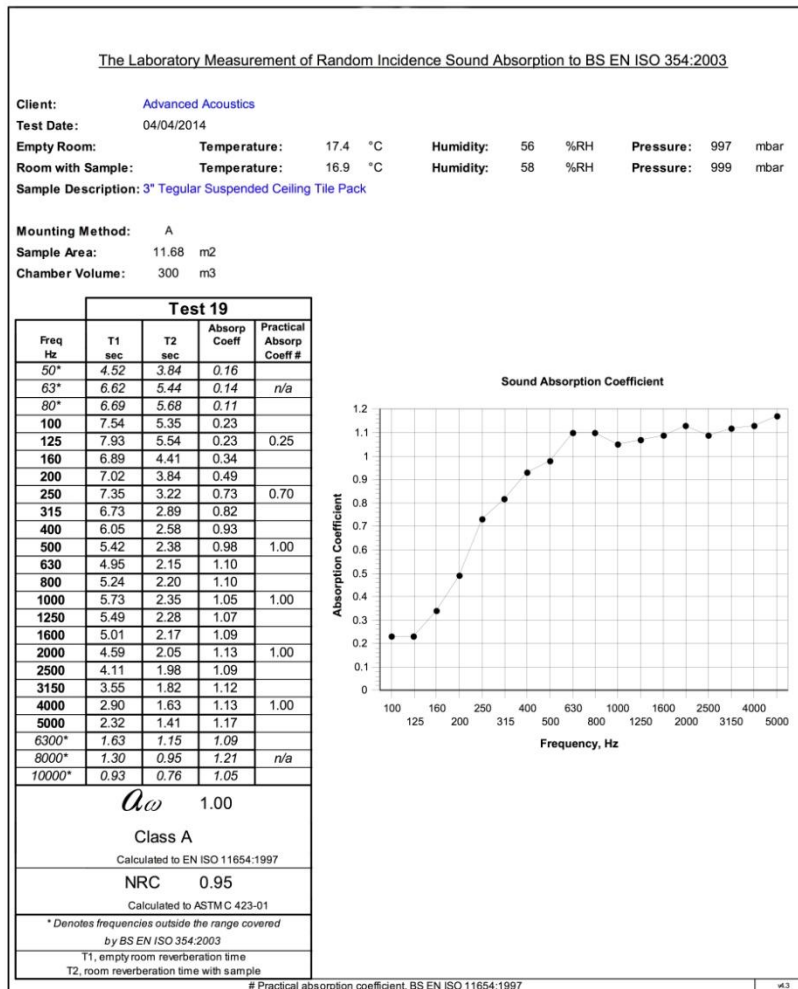 The Laboratory Measurement of Random Incidence Sound Absorption to BS EN ISO 354:2003
Client: Advanced Acoustics
Test Date: 04/04/2014
Empty Room: Temperature: 17.4 °C Humidity: 56 %RH Pressure: 997 mbar
Room with Sample: Temperature: 16.9 °C Humidity: 58 %RH Pressure: 999 mbar
Sample Description: 3" Tegular Suspended Ceiling Tile Pack
Mounting Method: A
Sample Area: 11.68 m2
Chamber Volume: 300 m3
Test 19
Freq Hz T1 sec T2 sec Absorp Coeff Practical Absorp Coeff #
50* 4.52 3.84 0.16
63* 6.62 5.44 0.14 n/a
80* 6.69 5.68 0.11
100 7.54 5.35 0.23
125 7.93 5.54 0.23 0.25
160 6.89 4.41 0.34
200 7.02 3.84 0.49
250 7.35 3.22 0.73 0.70
315 6.73 2.89 0.82
400 6.05 2.58 0.93
500 5.42 2.38 0.98 1.00
630 4.95 2.15 1.10
800 5.24 2.20 1.10
1000 5.73 2.35 1.05 1.00
1250 5.49 2.28 1.07
1600 5.01 2.17 1.09
2000 4.59 2.05 1.13 1.00
2500 4.11 1.98 1.09
3150 3.55 1.82 1.12
4000 2.90 1.63 1.13 1.00
5000 2.32 1.41 1.17
6300* 1.63 1.15 1.09
8000* 1.30 0.95 1.21 n/a
10000* 0.93 0.76 1.05
aω 1.00
Class A
Calculated to EN ISO 11654:1997
NRC 0.95
Calculated to ASTM C 423-01
* Denotes frequencies outside the range covered
by BS EN ISO 354:2003
T1, empty room reverberation time
T2, room reverberation time with sample
Sound Absorption Coefficient
Absorption Coefficient
1.2
1.1
1
0.9
0.8
0.7
0.6
0.5
0.4
0.3
0.2
0.1
0
100 160 250 400 630 1000 1600 2500 4000
125 200 315 500 800 1250 2000 3150 5000
Frequency, Hz
# Practical absorption coefficient, BS EN ISO 11654:1997
v4.3